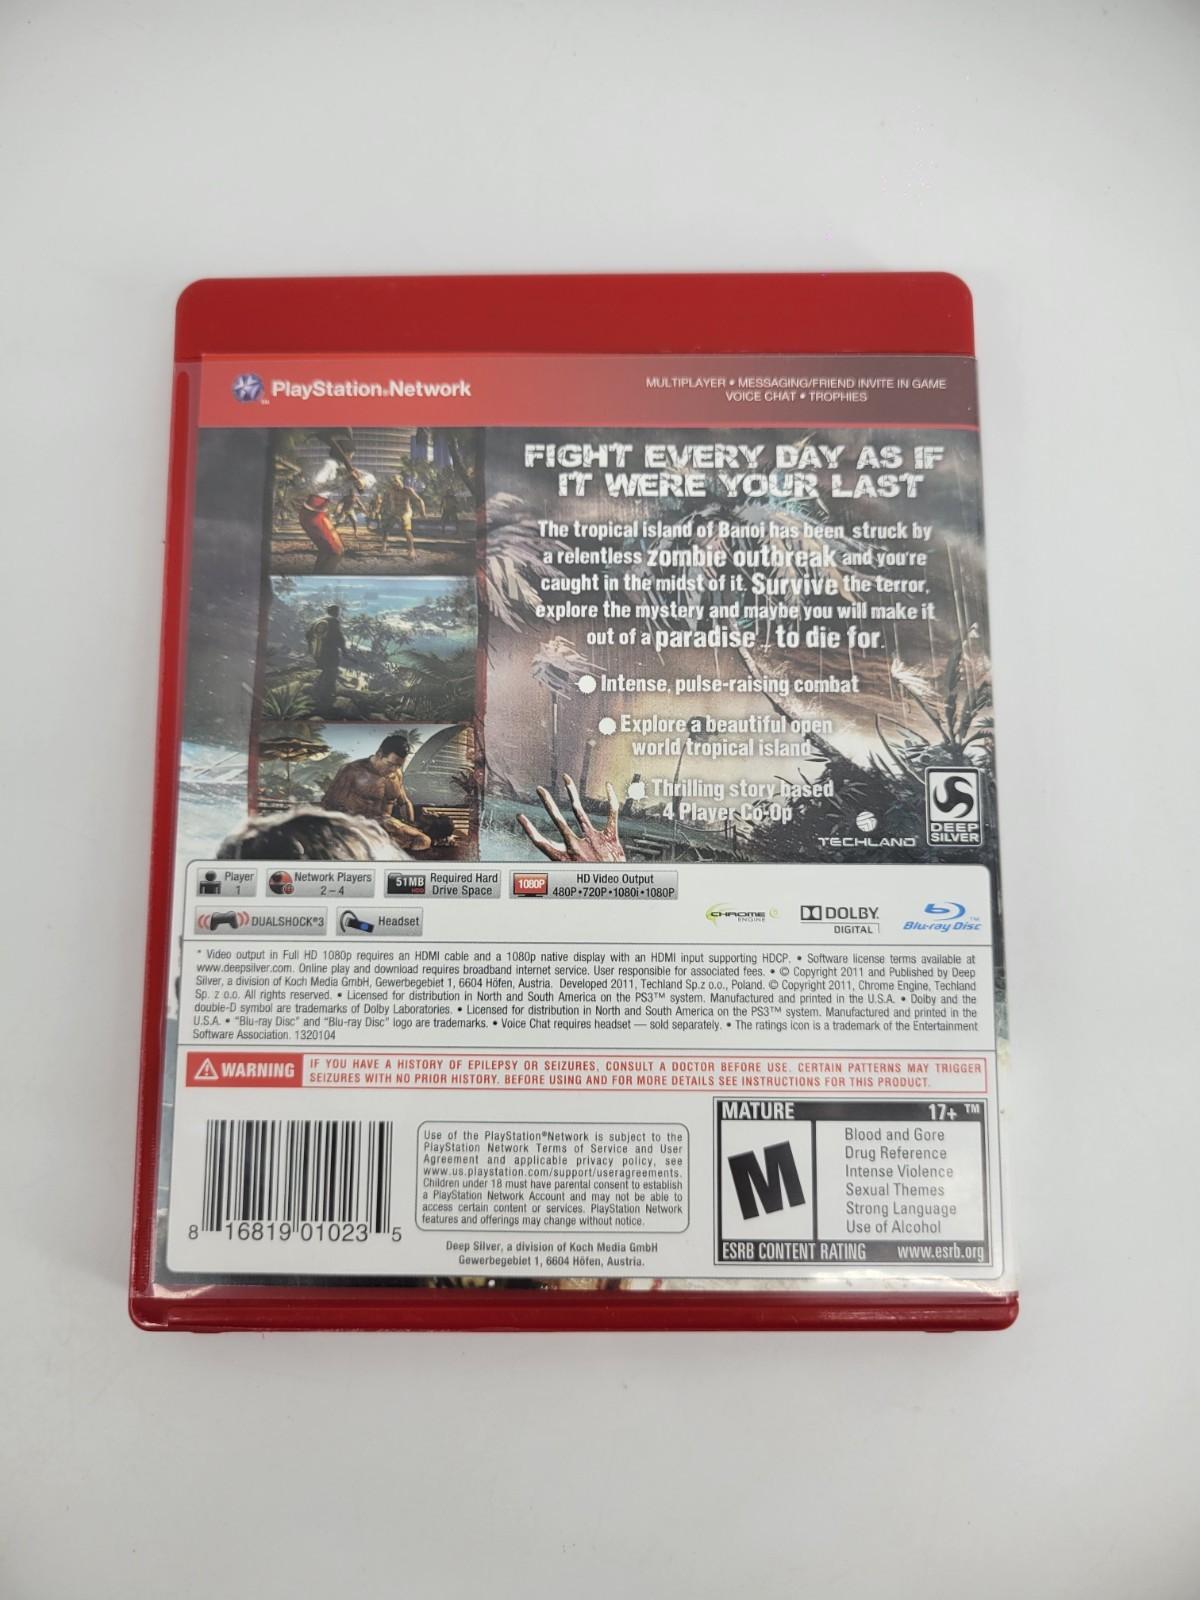 PlayStation®Network
MULTIPLAYER • MESSAGING/FRIEND INVITE IN GAME
VOICE CHAT • TROPHIES
FIGHT EVERY DAY AS IF
IT WERE YOUR LAST
The tropical island of Banoi has been struck by
a relentless zombie outbreak and you're
caught in the midst of it. Survive the terror,
explore the mystery and maybe you will make it
out of a paradise to die for.
Intense, pulse-raising combat
Explore a beautiful open
world tropical island
Thrilling story based
4 Player Co-Op
TECHLAND
DEEP
SILVER
Player
1
Network Players
2-4
51MB
HDD
Required Hard
Drive Space
1080P
HD Video Output
480P•720P•1080i•1080P
DUALSHOCK®3
Headset
CHROME
ENGINE
DOLBY
DIGITAL
Blu-ray Disc™
* Video output in Full HD 1080p requires an HDMI cable and a 1080p native display with an HDMI input supporting HDCP. • Software license terms available at
www.deepsilver.com. Online play and download requires broadband internet service. User responsible for associated fees. • © Copyright 2011 and Published by Deep
Silver, a division of Koch Media GmbH, Gewerbegebiet 1, 6604 Höfen, Austria. Developed 2011, Techland Sp.z o.o., Poland. © Copyright 2011, Chrome Engine, Techland
Sp. z o.o. All rights reserved. • Licensed for distribution in North and South America on the PS3™ system. Manufactured and printed in the U.S.A. • Dolby and the
double-D symbol are trademarks of Dolby Laboratories. • Licensed for distribution in North and South America on the PS3™ system. Manufactured and printed in the
U.S.A. • "Blu-ray Disc" and "Blu-ray Disc" logo are trademarks. • Voice Chat requires headset — sold separately. • The ratings icon is a trademark of the Entertainment
Software Association. 1320104
WARNING
IF YOU HAVE A HISTORY OF EPILEPSY OR SEIZURES, CONSULT A DOCTOR BEFORE USE. CERTAIN PATTERNS MAY TRIGGER
SEIZURES WITH NO PRIOR HISTORY. BEFORE USING AND FOR MORE DETAILS SEE INSTRUCTIONS FOR THIS PRODUCT.
8 16819 01023 5
Use of the PlayStation®Network is subject to the
PlayStation Network Terms of Service and User
Agreement and applicable privacy policy, see
www.us.playstation.com/support/useragreements.
Children under 18 must have parental consent to establish
a PlayStation Network Account and may not be able to
access certain content or services. PlayStation Network
features and offerings may change without notice.
Deep Silver, a division of Koch Media GmbH
Gewerbegebiet 1, 6604 Höfen, Austria.
MATURE 17+ ™
M
Blood and Gore
Drug Reference
Intense Violence
Sexual Themes
Strong Language
Use of Alcohol
ESRB CONTENT RATING www.esrb.org